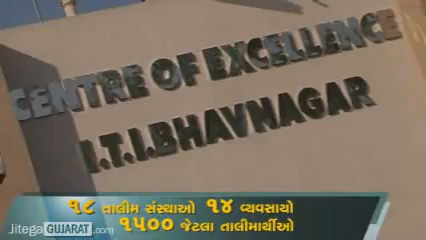 CENTRE OF EXCELLENCE
I.T.I.BHAVNAGAR
૧૮ તાલીમ સંસ્થાઓ ૧૪ વ્યવસાયો
૧૫૦૦ જેટલા તાલીમાર્થીઓ
JitegaGUJARAT.com